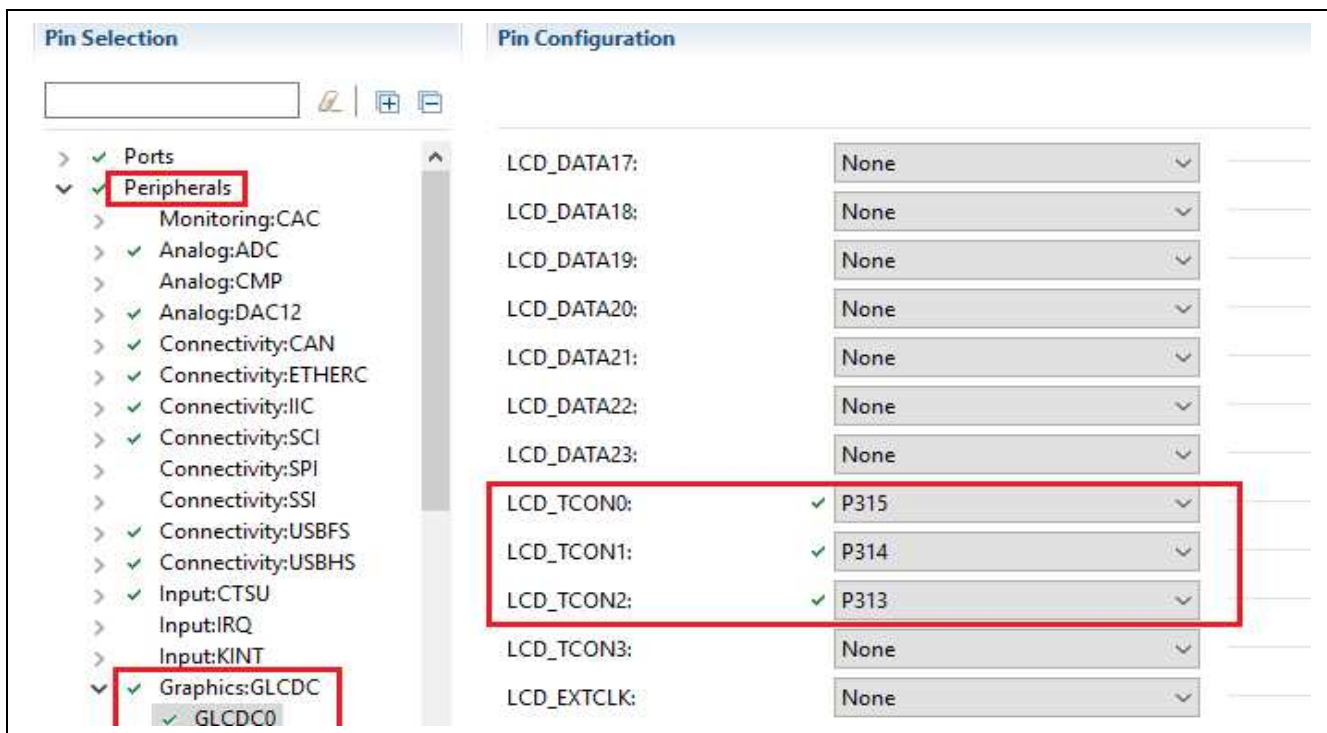 Pin Selection
Ports
Peripherals
Monitoring:CAC
Analog:ADC
Analog:CMP
Analog:DAC12
Connectivity:CAN
Connectivity:ETHERC
Connectivity:IIC
Connectivity:SCI
Connectivity:SPI
Connectivity:SSI
Connectivity:USBFS
Connectivity:USBHS
Input:CTSU
Input:IRQ
Input:KINT
Graphics:GLCDC
GLCDC0
Pin Configuration
LCD_DATA17: None
LCD_DATA18: None
LCD_DATA19: None
LCD_DATA20: None
LCD_DATA21: None
LCD_DATA22: None
LCD_DATA23: None
LCD_TCON0: P315
LCD_TCON1: P314
LCD_TCON2: P313
LCD_TCON3: None
LCD_EXTCLK: None